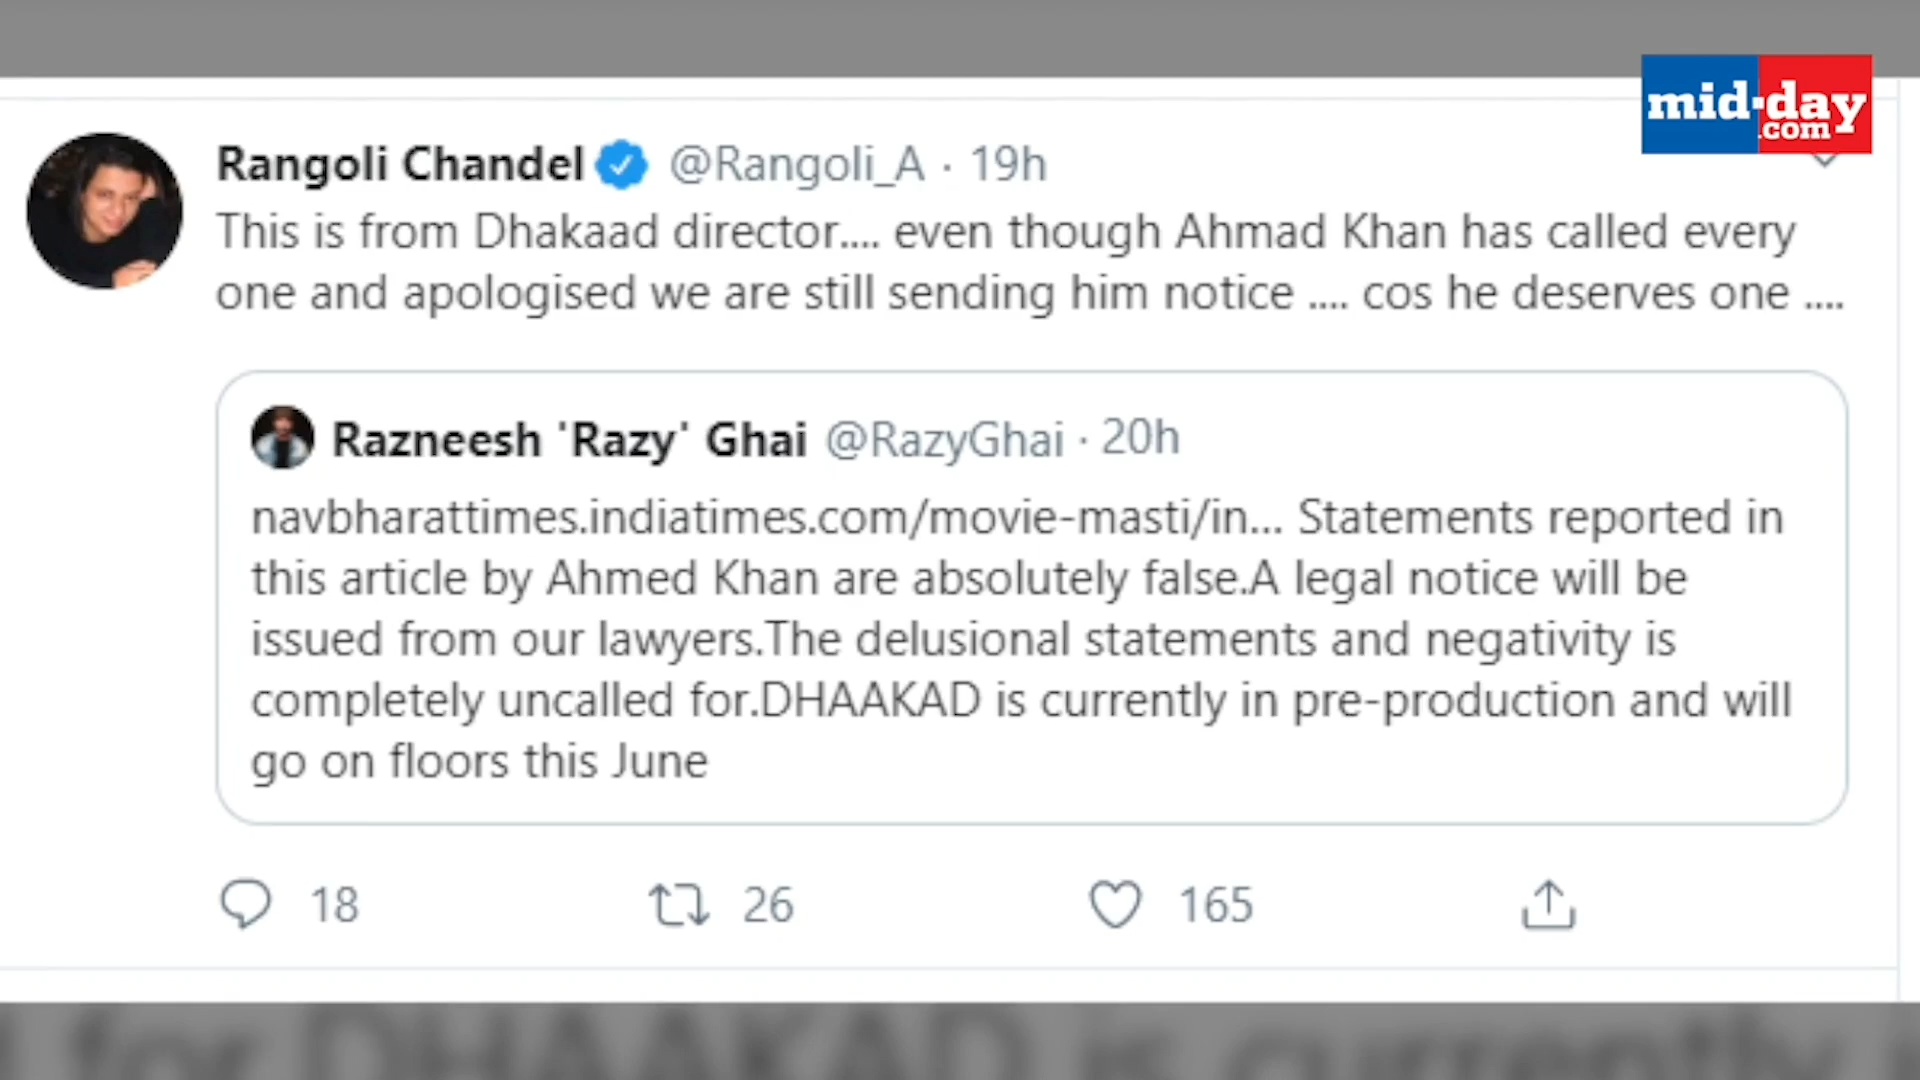 mid-day
.com
Rangoli Chandel @Rangoli_A · 19h
This is from Dhakaad director.... even though Ahmad Khan has called every
one and apologised we are still sending him notice .... cos he deserves one ....
Razneesh 'Razy' Ghai @RazyGhai · 20h
navbharattimes.indiatimes.com/movie-masti/in... Statements reported in
this article by Ahmed Khan are absolutely false.A legal notice will be
issued from our lawyers.The delusional statements and negativity is
completely uncalled for.DHAAKAD is currently in pre-production and will
go on floors this June
18 26 165
for.DHAAKAD is currently